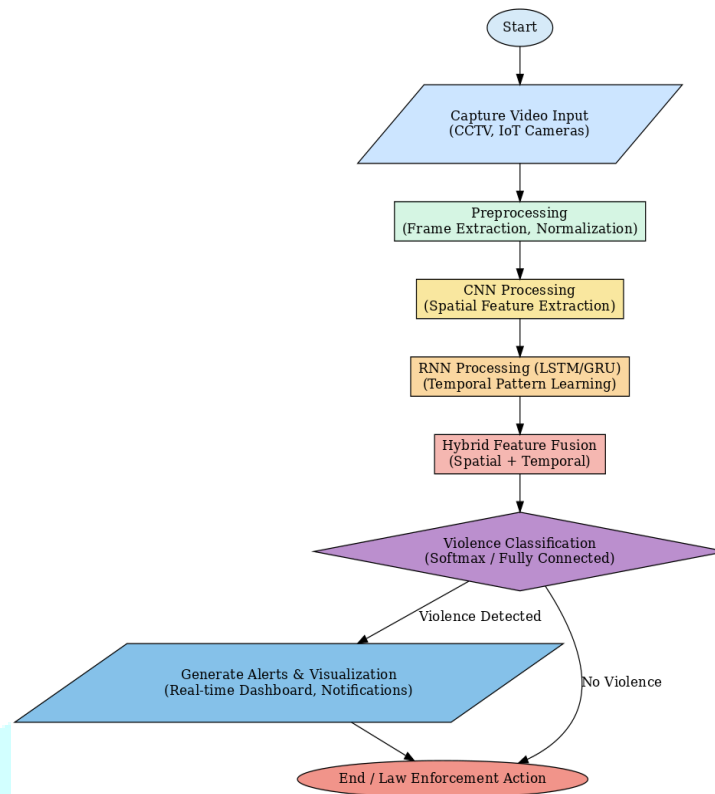 Start
Capture Video Input
(CCTV, IoT Cameras)
Preprocessing
(Frame Extraction, Normalization)
CNN Processing
(Spatial Feature Extraction)
RNN Processing (LSTM/GRU)
(Temporal Pattern Learning)
Hybrid Feature Fusion
(Spatial + Temporal)
Violence Classification
(Softmax / Fully Connected)
Violence Detected
Generate Alerts & Visualization
(Real-time Dashboard, Notifications)
No Violence
End / Law Enforcement Action